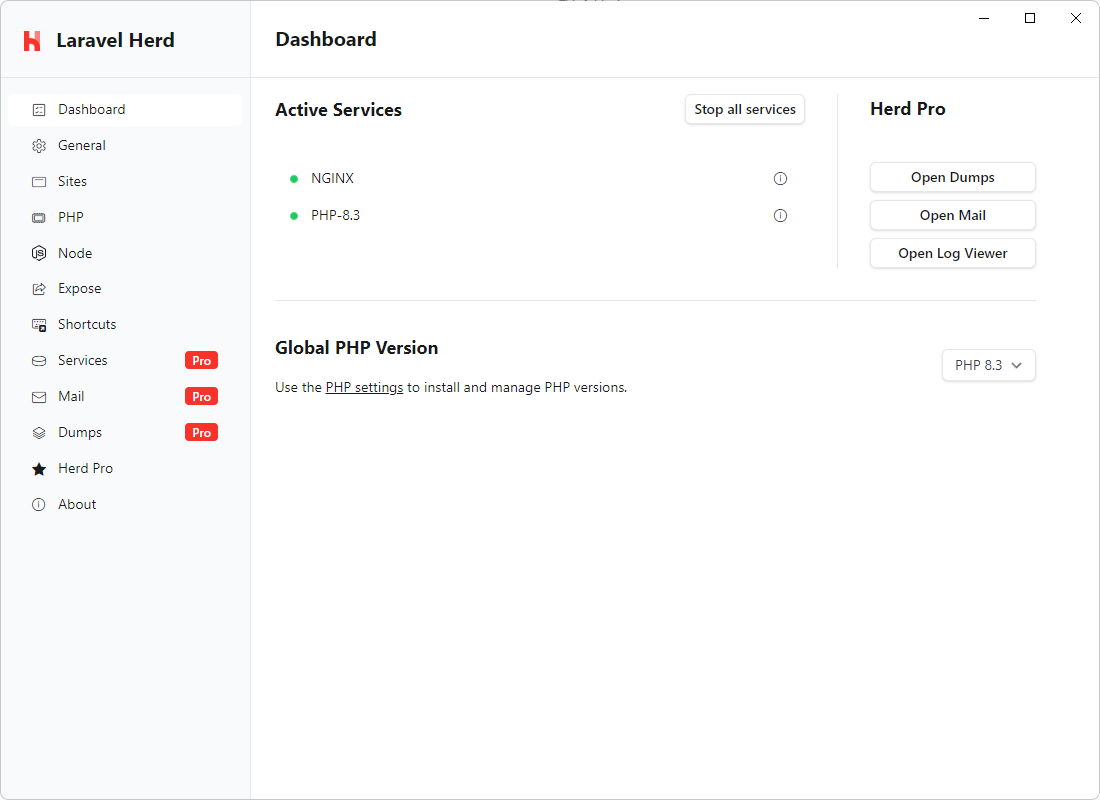 Laravel Herd
Dashboard
General
Sites
PHP
Node
Expose
Shortcuts
Services Pro
Mail Pro
Dumps Pro
Herd Pro
About
Dashboard
Active Services
Stop all services
NGINX
PHP-8.3
Herd Pro
Open Dumps
Open Mail
Open Log Viewer
Global PHP Version
Use the PHP settings to install and manage PHP versions.
PHP 8.3